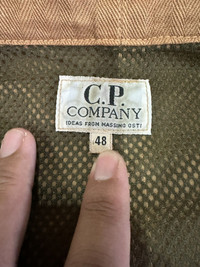 C.P.
COMPANY
IDEAS FROM MASSIMO OSTI
48